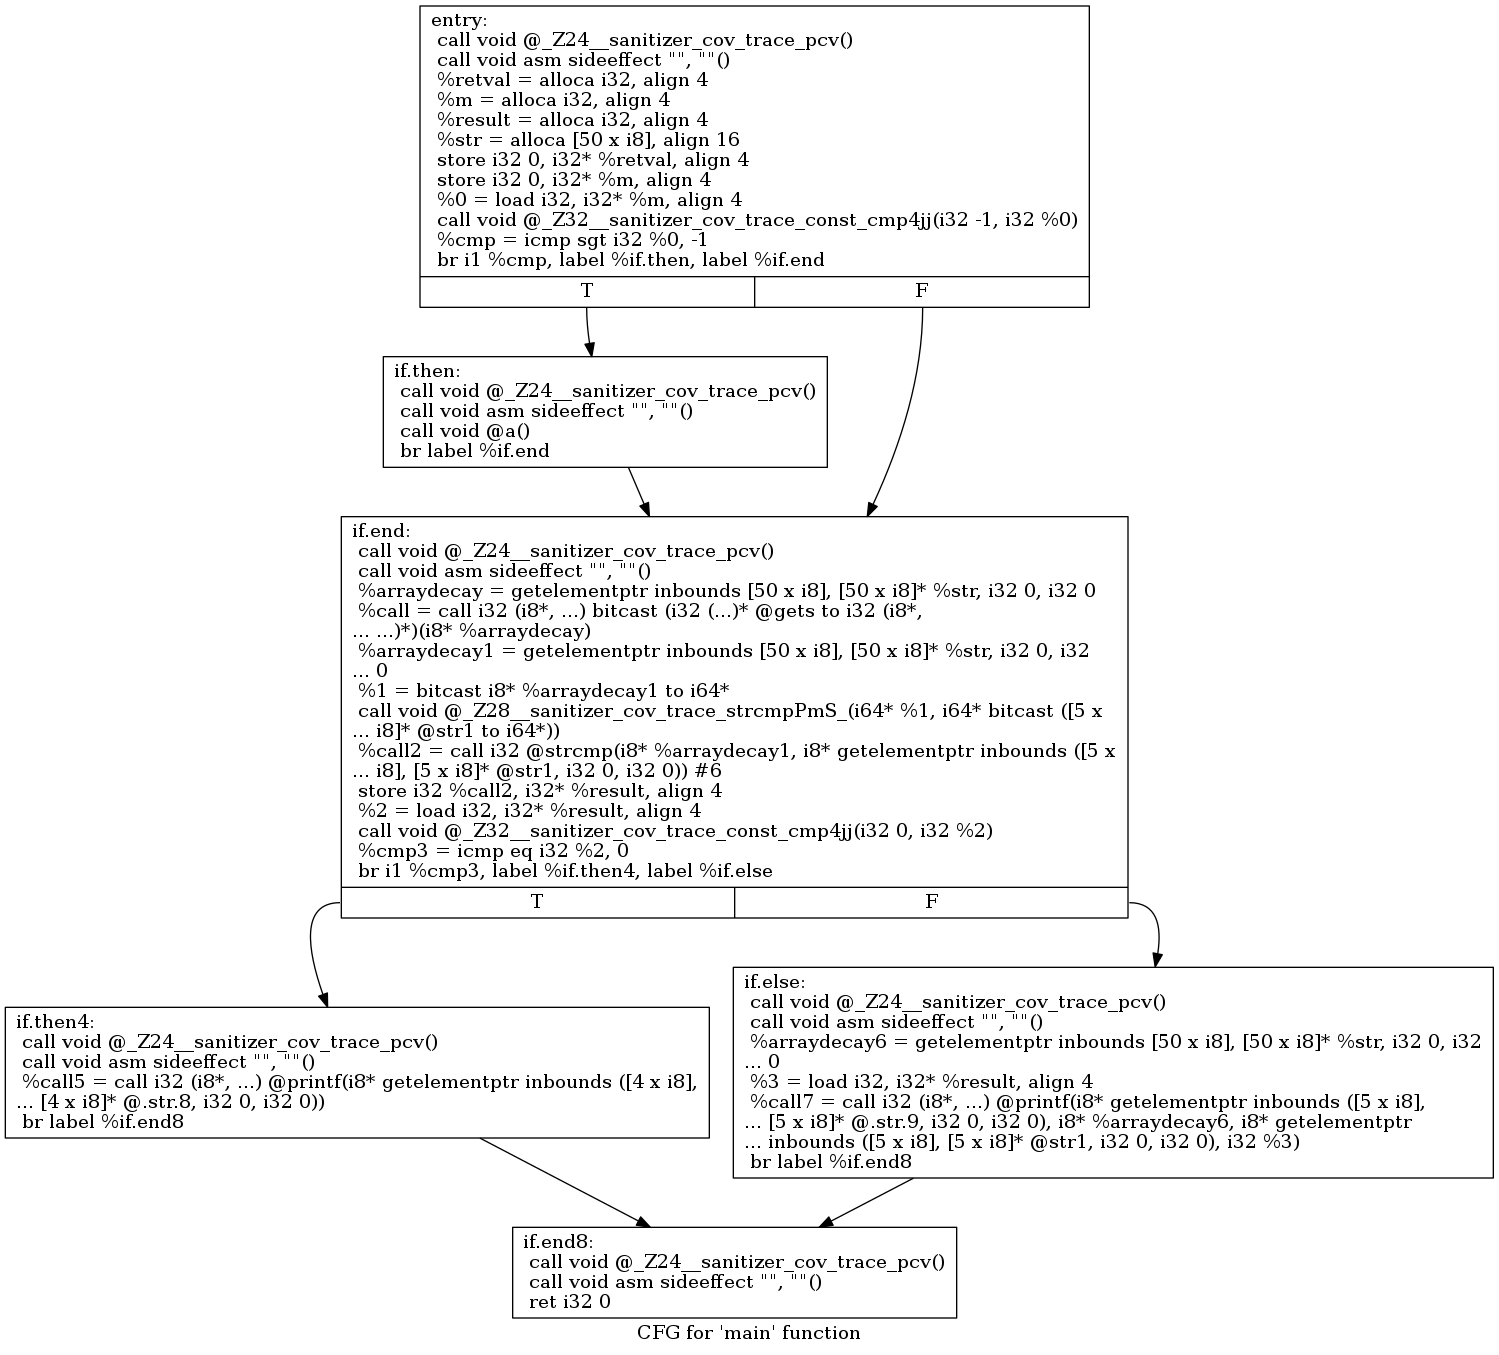 entry:
call void @_Z24__sanitizer_cov_trace_pcv()
call void asm sideeffect "", ""()
%retval = alloca i32, align 4
%m = alloca i32, align 4
%result = alloca i32, align 4
%str = alloca [50 x i8], align 16
store i32 0, i32* %retval, align 4
store i32 0, i32* %m, align 4
%0 = load i32, i32* %m, align 4
call void @_Z32__sanitizer_cov_trace_const_cmp4jj(i32 -1, i32 %0)
%cmp = icmp sgt i32 %0, -1
br i1 %cmp, label %if.then, label %if.end
T
F
if.then:
call void @_Z24__sanitizer_cov_trace_pcv()
call void asm sideeffect "", ""()
call void @a()
br label %if.end
if.end:
call void @_Z24__sanitizer_cov_trace_pcv()
call void asm sideeffect "", ""()
%arraydecay = getelementptr inbounds [50 x i8], [50 x i8]* %str, i32 0, i32 0
%call = call i32 (i8*, ...) bitcast (i32 (...)* @gets to i32 (i8*,
... ...)*)(i8* %arraydecay)
%arraydecay1 = getelementptr inbounds [50 x i8], [50 x i8]* %str, i32 0, i32
... 0
%1 = bitcast i8* %arraydecay1 to i64*
call void @_Z28__sanitizer_cov_trace_strcmpPmS_(i64* %1, i64* bitcast ([5 x
... i8]* @str1 to i64*))
%call2 = call i32 @strcmp(i8* %arraydecay1, i8* getelementptr inbounds ([5 x
... i8], [5 x i8]* @str1, i32 0, i32 0)) #6
store i32 %call2, i32* %result, align 4
%2 = load i32, i32* %result, align 4
call void @_Z32__sanitizer_cov_trace_const_cmp4jj(i32 0, i32 %2)
%cmp3 = icmp eq i32 %2, 0
br i1 %cmp3, label %if.then4, label %if.else
T
F
if.then4:
call void @_Z24__sanitizer_cov_trace_pcv()
call void asm sideeffect "", ""()
%call5 = call i32 (i8*, ...) @printf(i8* getelementptr inbounds ([4 x i8],
... [4 x i8]* @.str.8, i32 0, i32 0))
br label %if.end8
if.else:
call void @_Z24__sanitizer_cov_trace_pcv()
call void asm sideeffect "", ""()
%arraydecay6 = getelementptr inbounds [50 x i8], [50 x i8]* %str, i32 0, i32
... 0
%3 = load i32, i32* %result, align 4
%call7 = call i32 (i8*, ...) @printf(i8* getelementptr inbounds ([5 x i8],
... [5 x i8]* @.str.9, i32 0, i32 0), i8* %arraydecay6, i8* getelementptr
... inbounds ([5 x i8], [5 x i8]* @str1, i32 0, i32 0), i32 %3)
br label %if.end8
if.end8:
call void @_Z24__sanitizer_cov_trace_pcv()
call void asm sideeffect "", ""()
ret i32 0
CFG for 'main' function